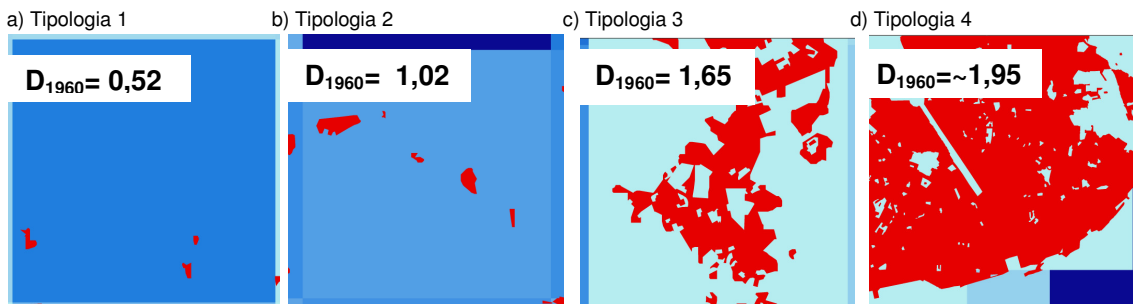 a) Tipologia 1
b) Tipologia 2
c) Tipologia 3
d) Tipologia 4
D1960= 0,52
D1960= 1,02
D1960= 1,65
D1960=~1,95